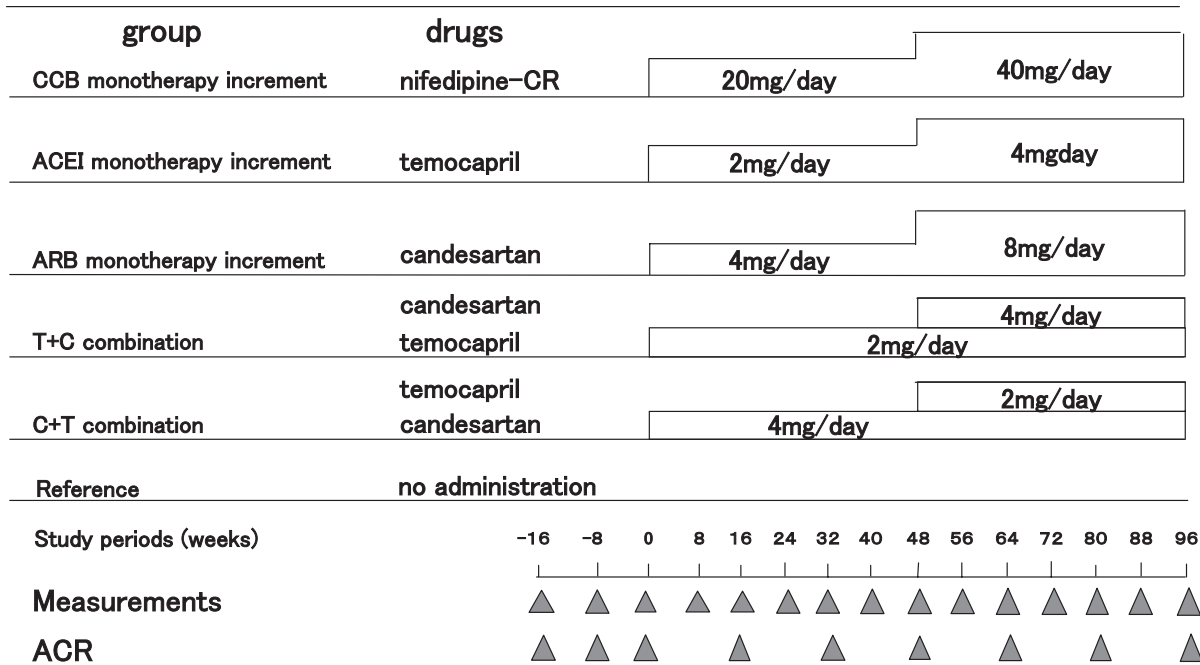 group drugs
CCB monotherapy increment nifedipine-CR 20mg/day 40mg/day
ACEI monotherapy increment temocapril 2mg/day 4mgday
ARB monotherapy increment candesartan 4mg/day 8mg/day
candesartan 4mg/day
T+C combination temocapril 2mg/day
temocapril 2mg/day
C+T combination candesartan 4mg/day
Reference no administration
Study periods (weeks) -16 -8 0 8 16 24 32 40 48 56 64 72 80 88 96
Measurements
ACR